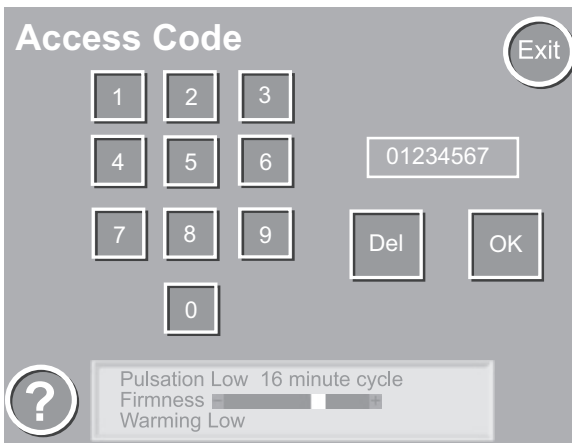 Access Code
Exit
1 2 3
4 5 6
01234567
7 8 9
Del OK
0
?
Pulsation Low 16 minute cycle
Firmness - +
Warming Low